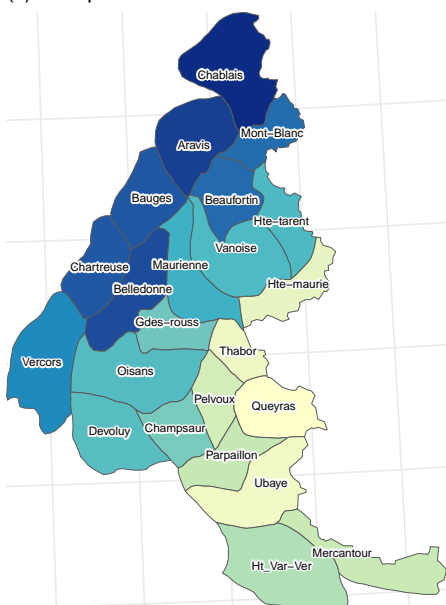 Chablais
Mont−Blanc
Aravis
Bauges
Beaufortin
Hte−tarent
Vanoise
Maurienne
Chartreuse
Hte−maurie
Belledonne
Gdes−rouss
Thabor
Vercors
Oisans
Pelvoux
Queyras
Devoluy
Champsaur
Parpaillon
Ubaye
Mercantour
Ht_Var−Ver